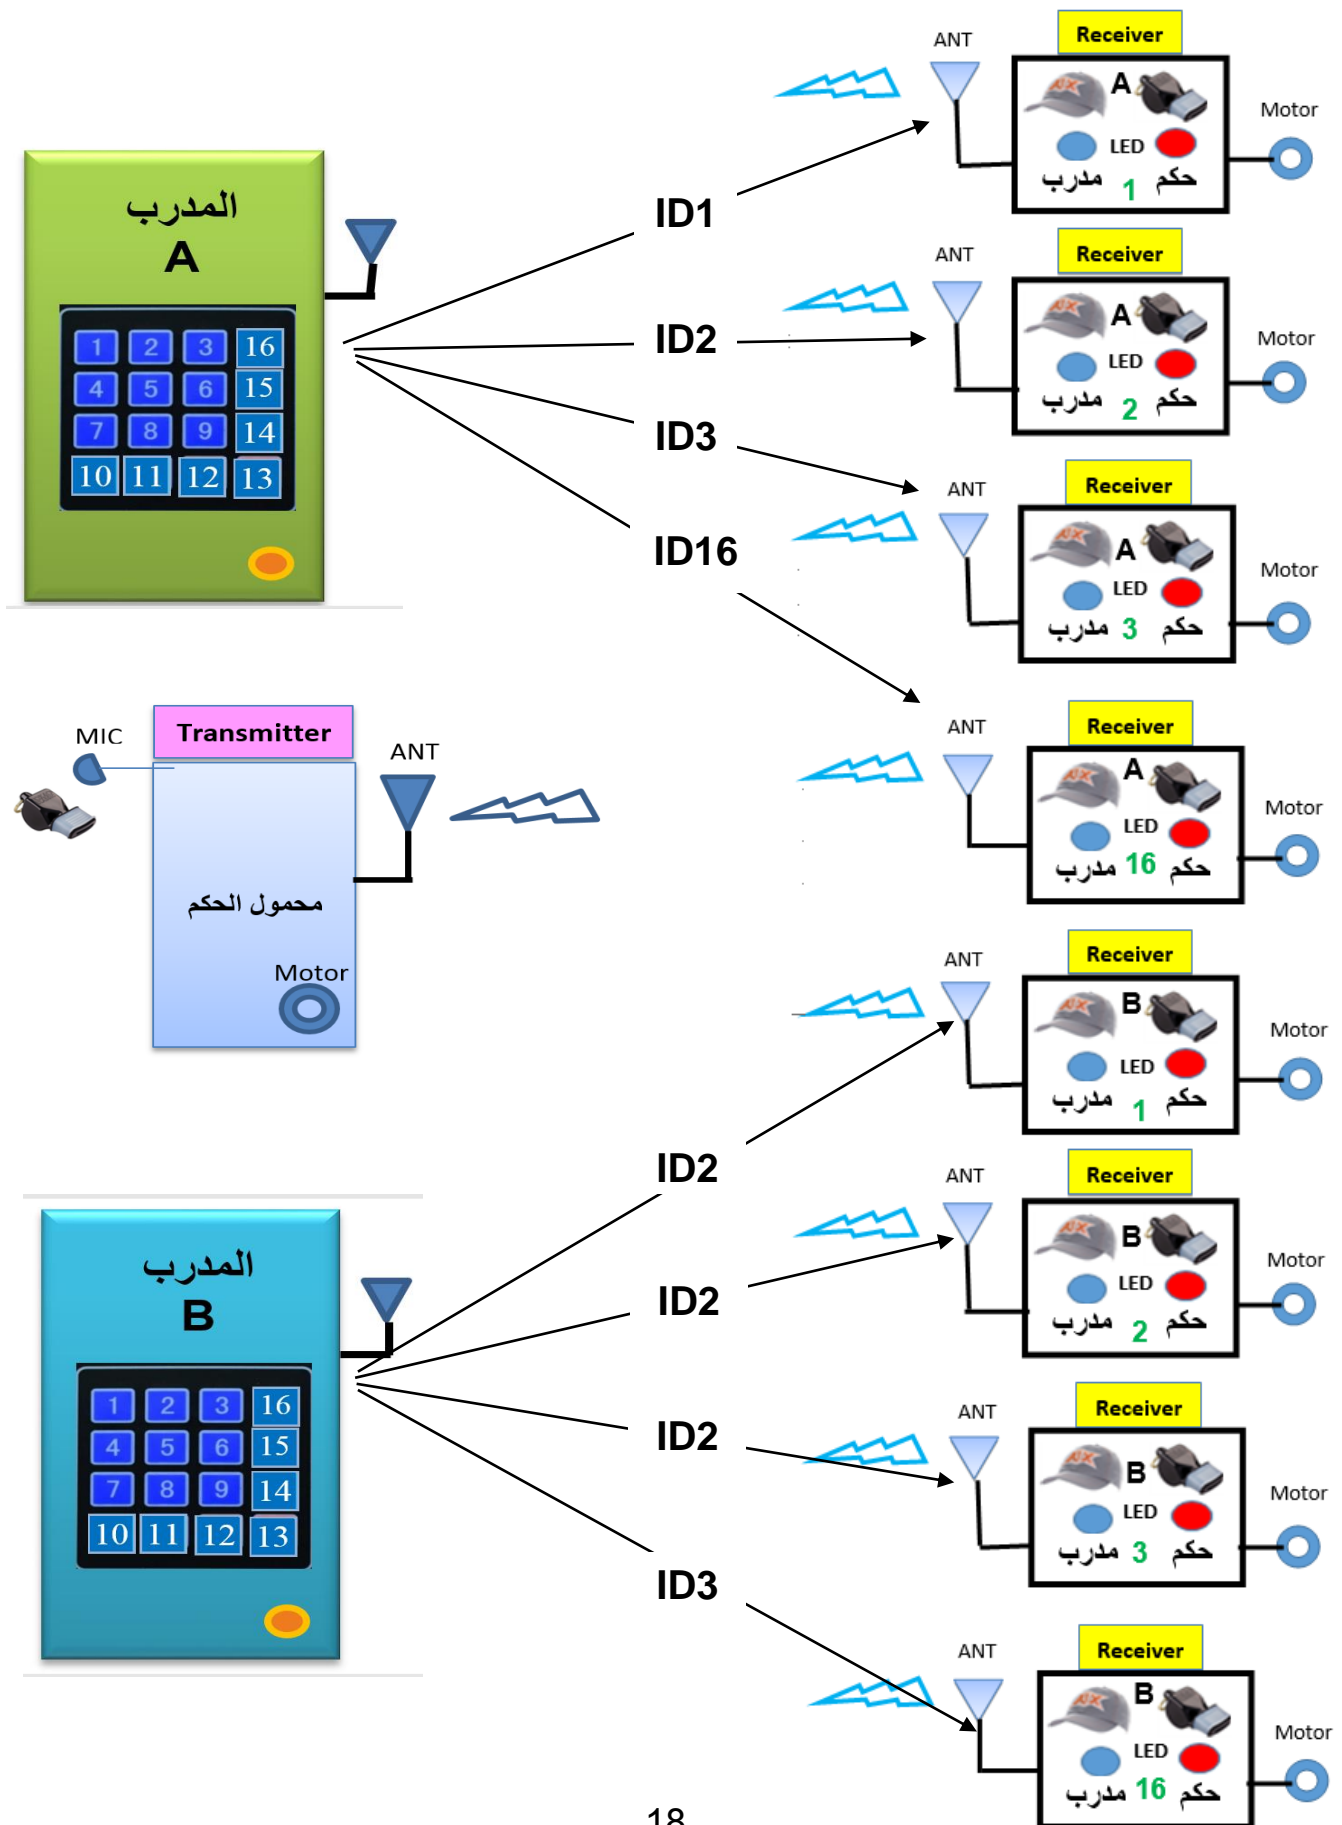 المدرب
A
1 2 3 16
4 5 6 15
7 8 9 14
10 11 12 13
ID1
ID2
ID3
ID16
Receiver
ANT
A
LED
مدرب 1 حكم
Motor
Receiver
ANT
A
LED
مدرب 2 حكم
Motor
Receiver
ANT
A
LED
مدرب 3 حكم
Motor
Receiver
ANT
A
LED
مدرب 16 حكم
Motor
Transmitter
MIC
ANT
محمول الحكم
Motor
المدرب
B
1 2 3 16
4 5 6 15
7 8 9 14
10 11 12 13
ID2
ID2
ID2
ID3
Receiver
ANT
B
LED
مدرب 1 حكم
Motor
Receiver
ANT
B
LED
مدرب 2 حكم
Motor
Receiver
ANT
B
LED
مدرب 3 حكم
Motor
Receiver
ANT
B
LED
مدرب 16 حكم
Motor
18